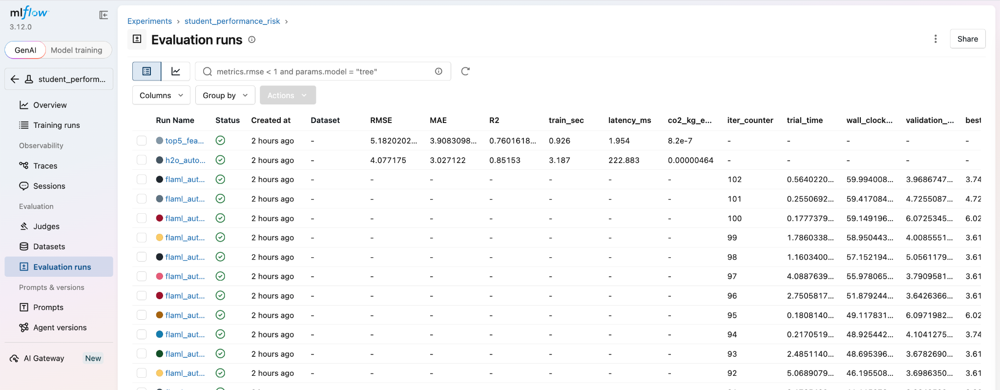 mlflow
3.12.0
GenAI Model training
student_perform...
Overview
Training runs
Observability
Traces
Sessions
Evaluation
Judges
Datasets
Evaluation runs
Prompts & versions
Prompts
Agent versions
AI Gateway New
Experiments > student_performance_risk >
Evaluation runs
Share
metrics.rmse < 1 and params.model = "tree"
Columns Group by Actions
Run Name Status Created at Dataset RMSE MAE R2 train_sec latency_ms co2_kg_e... iter_counter trial_time wall_clock... validation_... best
top5_fea... 2 hours ago - 5.1820202... 3.9083098... 0.7601618... 0.926 1.954 8.2e-7 - - - - -
h2o_auto... 2 hours ago - 4.077175 3.027122 0.85153 3.187 222.883 0.00000464 - - - - -
flaml_aut... 2 hours ago - - - - - - - 102 0.5640220... 59.994008... 3.9686747... 3.74
flaml_aut... 2 hours ago - - - - - - - 101 0.2550692... 59.417084... 4.7255087... 4.72
flaml_aut... 2 hours ago - - - - - - - 100 0.1777379... 59.149196... 6.0725345... 6.02
flaml_aut... 2 hours ago - - - - - - - 99 1.7860338... 58.950443... 4.0085551... 3.61
flaml_aut... 2 hours ago - - - - - - - 98 1.1603400... 57.152194... 5.0561179... 3.61
flaml_aut... 2 hours ago - - - - - - - 97 4.0887639... 55.978065... 3.7909581... 3.61
flaml_aut... 2 hours ago - - - - - - - 96 2.7505817... 51.879244... 3.6426366... 3.61
flaml_aut... 2 hours ago - - - - - - - 95 0.1808140... 49.117831... 6.0971982... 6.02
flaml_aut... 2 hours ago - - - - - - - 94 0.2170519... 48.925442... 4.1041275... 3.74
flaml_aut... 2 hours ago - - - - - - - 93 2.4851140... 48.695396... 3.6782690... 3.61
flaml_aut... 2 hours ago - - - - - - - 92 5.0689079... 46.195508... 3.6986350... 3.61